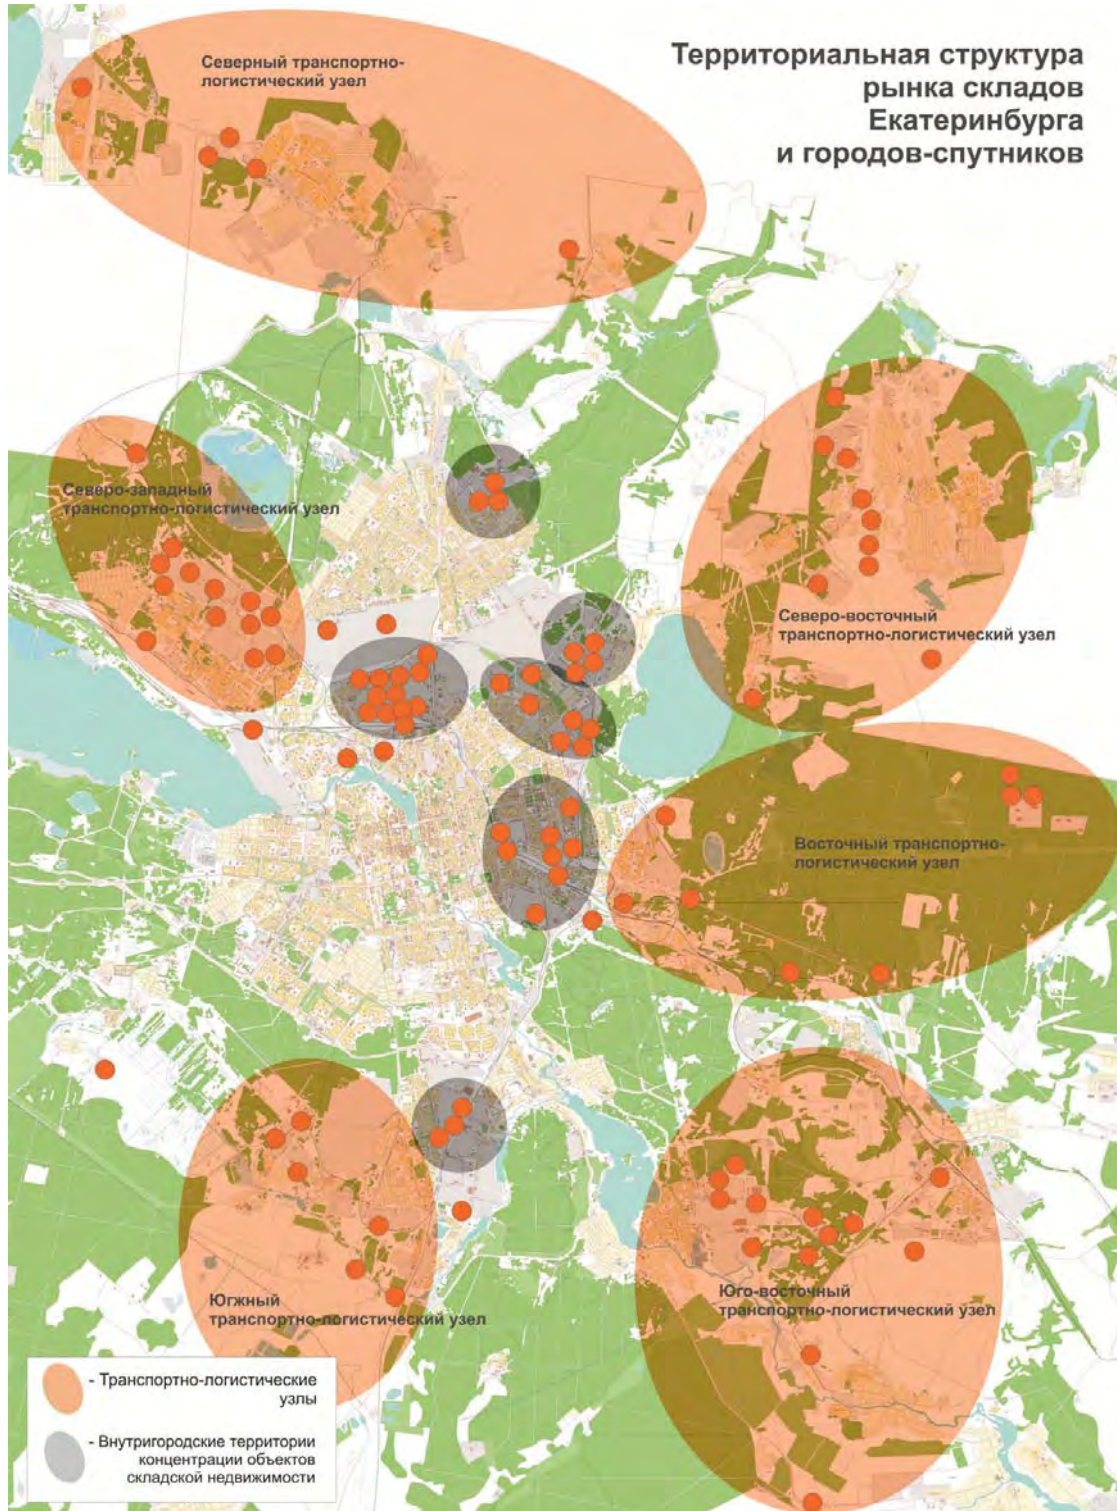 Северный транспортно-
логистический узел
Территориальная структура
рынка складов
Екатеринбурга
и городов-спутников
Северо-западный
транспортно-логистический узел
Северо-восточный
транспортно-логистический узел
Восточный транспортно-
логистический узел
Югжный
транспортно-логистический узел
Юго-восточный
транспортно-логистический узел
- Транспортно-логистические
узлы
- Внутригородские территории
концентрации объектов
складской недвижимости